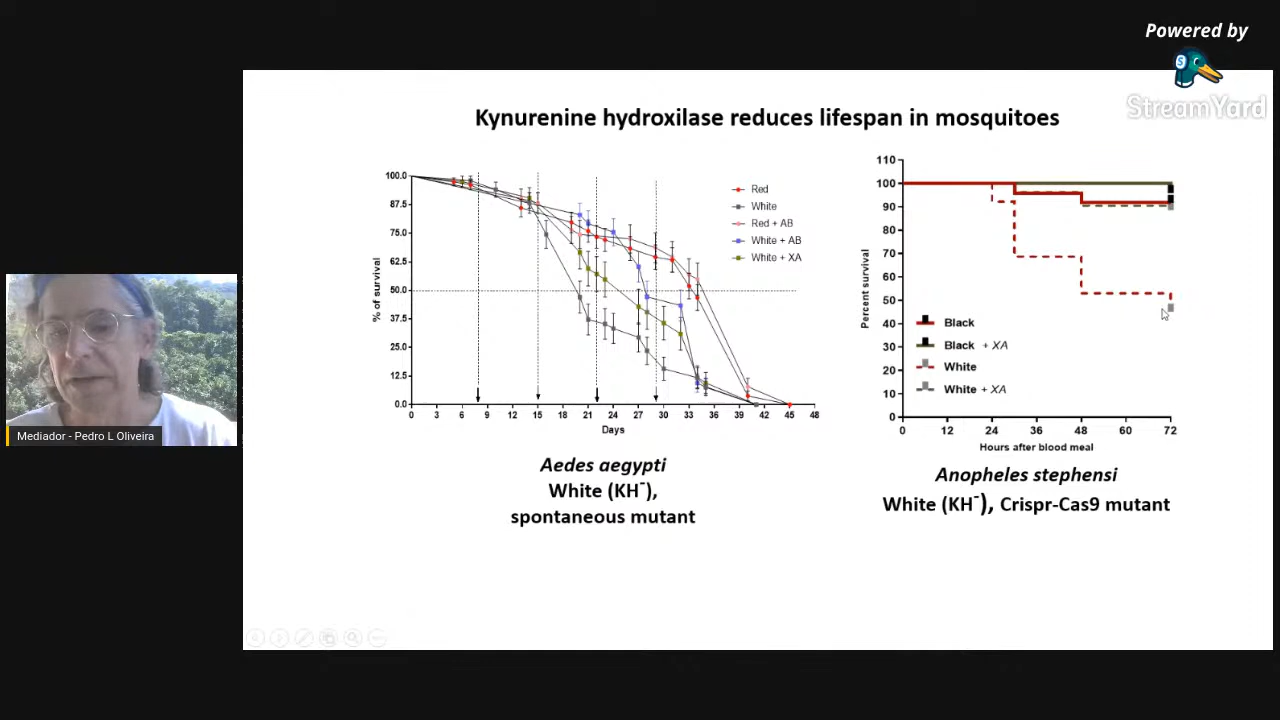 Powered by
StreamYard
Kynurenine hydroxilase reduces lifespan in mosquitoes
% of survival
100.0
87.5
75.0
62.5
50.0
37.5
25.0
12.5
0.0
0 3 6 9 12 15 18 21 24 27 30 33 36 39 42 45 48
Days
Red
White
Red + AB
White + AB
White + XA
Aedes aegypti
White (KH-),
spontaneous mutant
Percent survival
110
100
90
80
70
60
50
40
30
20
10
0
0 12 24 36 48 60 72
Hours after blood meal
Black
Black + XA
White
White + XA
Anopheles stephensi
White (KH-), Crispr-Cas9 mutant
Mediador - Pedro L Oliveira